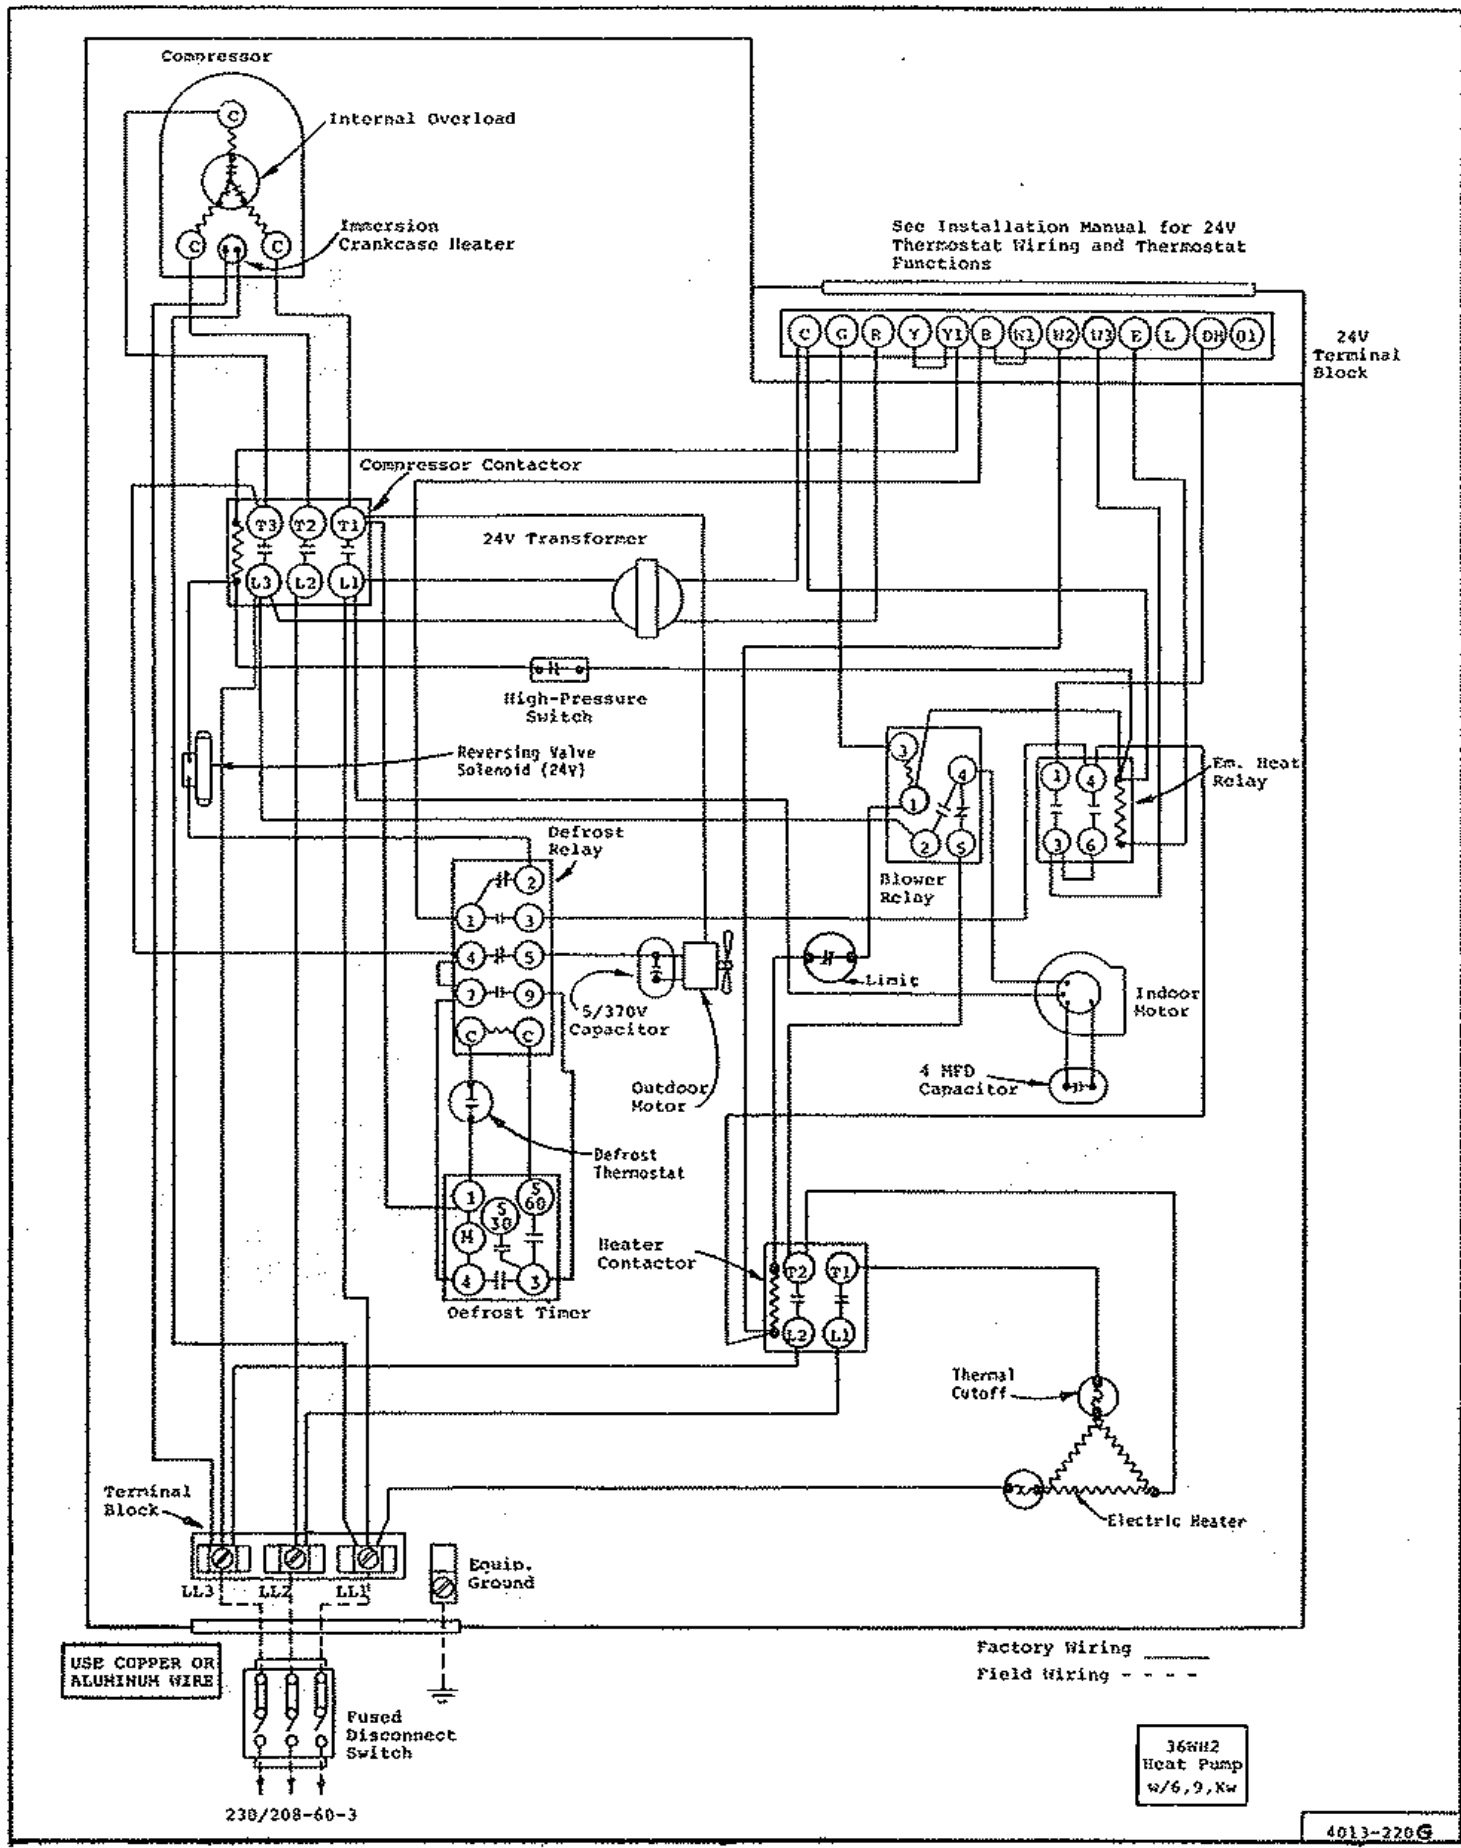 Compressor
C
Internal Overload
C
C
Immersion
Crankcase Heater
See Installation Manual for 24V
Thermostat Wiring and Thermostat
Functions
C G R Y Y1 B W1 W2 W3 E L DH O1
24V
Terminal
Block
Compressor Contactor
T3 T2 T1
L3 L2 L1
24V Transformer
High-Pressure
Switch
Reversing Valve
Solenoid (24V)
3
4
1
2 5
Blower
Relay
1 4
3 6
Em. Heat
Relay
Defrost
Relay
2
1 3
4 5
7 9
C C
5/370V
Capacitor
Limit
Indoor
Motor
Outdoor
Motor
4 MFD
Capacitor
Defrost
Thermostat
1
S
30
S
60
M
4 3
Defrost Timer
Heater
Contactor
T2 T1
L2 L1
Thermal
Cutoff
Electric Heater
Terminal
Block
LL3 LL2 LL1
Equip.
Ground
USE COPPER OR
ALUMINUM WIRE
Fused
Disconnect
Switch
230/208-60-3
Factory Wiring
Field Wiring - - - -
36WH2
Heat Pump
w/6,9,Kw
4013-220G